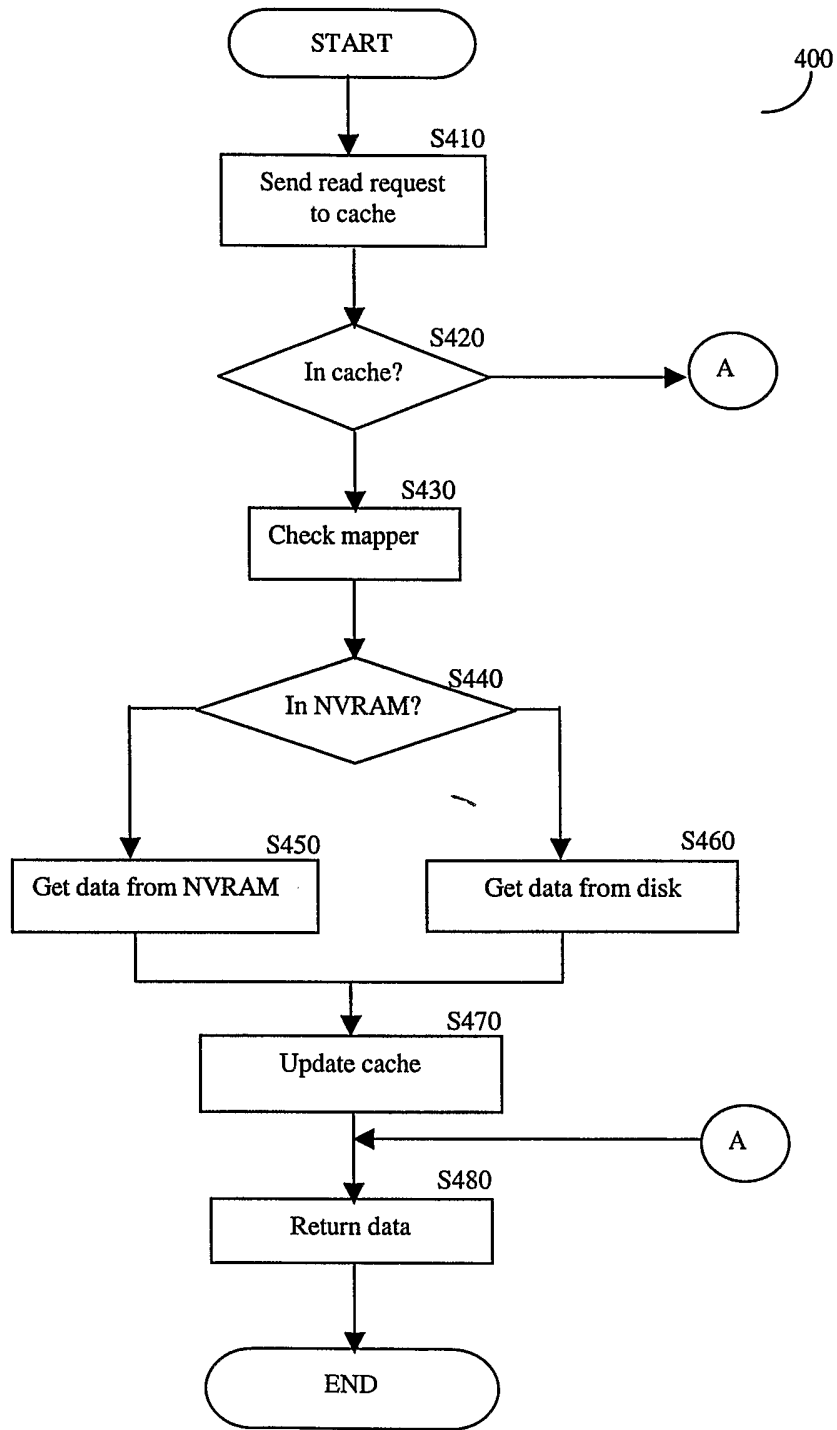 START
400
S410
Send read request
to cache
S420
In cache?
A
S430
Check mapper
S440
In NVRAM?
S450
Get data from NVRAM
S460
Get data from disk
S470
Update cache
A
S480
Return data
END